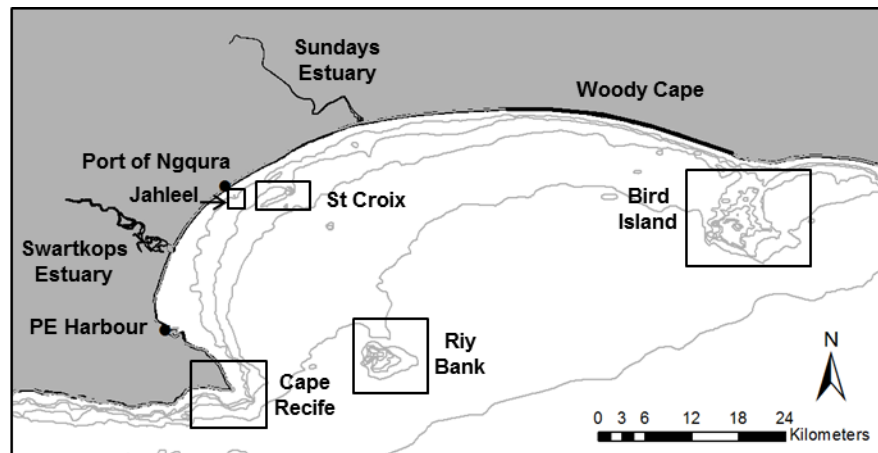 Sundays
Estuary
Woody Cape
Port of Ngqura
Jahleel
St Croix
Bird
Island
Swartkops
Estuary
PE Harbour
Riy
Bank
Cape
Recife
N
0 3 6 12 18 24
Kilometers